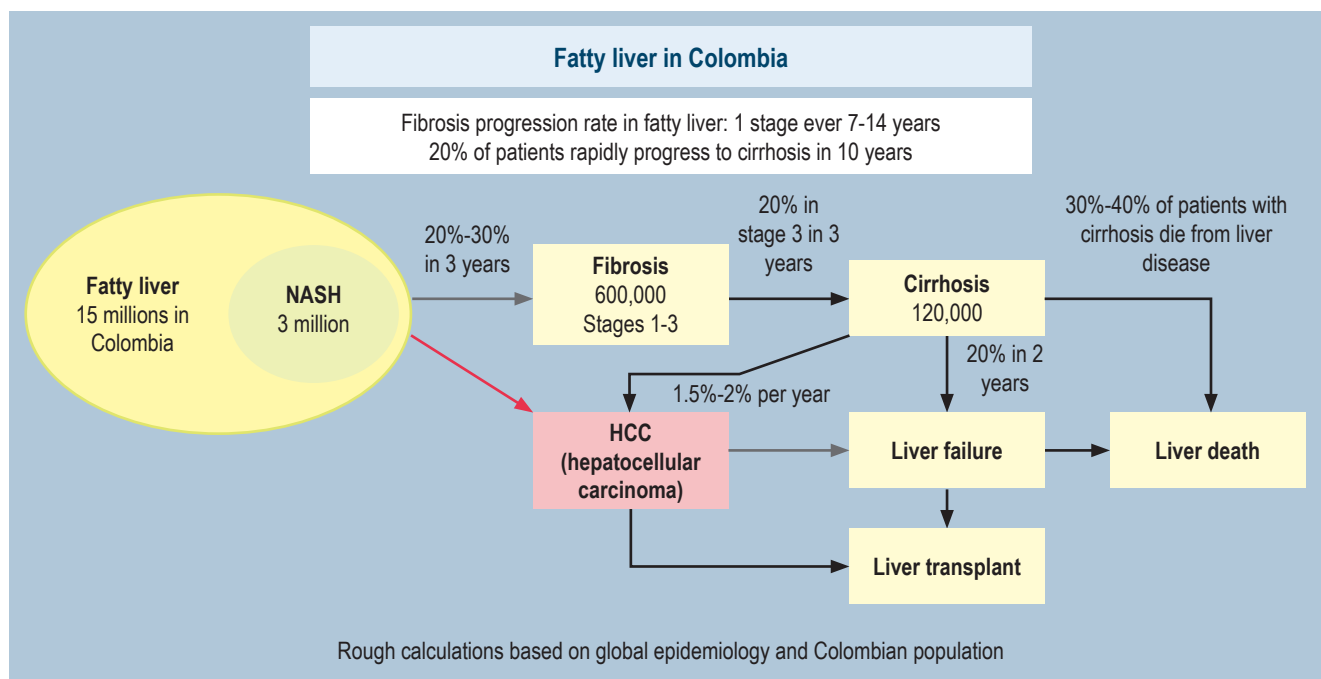 Fatty liver in Colombia
Fibrosis progression rate in fatty liver: 1 stage ever 7-14 years
20% of patients rapidly progress to cirrhosis in 10 years
Fatty liver
15 millions in
Colombia
NASH
3 million
20%-30%
in 3 years
Fibrosis
600,000
Stages 1-3
20% in
stage 3 in 3
years
Cirrhosis
120,000
30%-40% of patients with
cirrhosis die from liver
disease
1.5%-2% per year
20% in 2
years
HCC
(hepatocellular
carcinoma)
Liver failure
Liver death
Liver transplant
Rough calculations based on global epidemiology and Colombian population